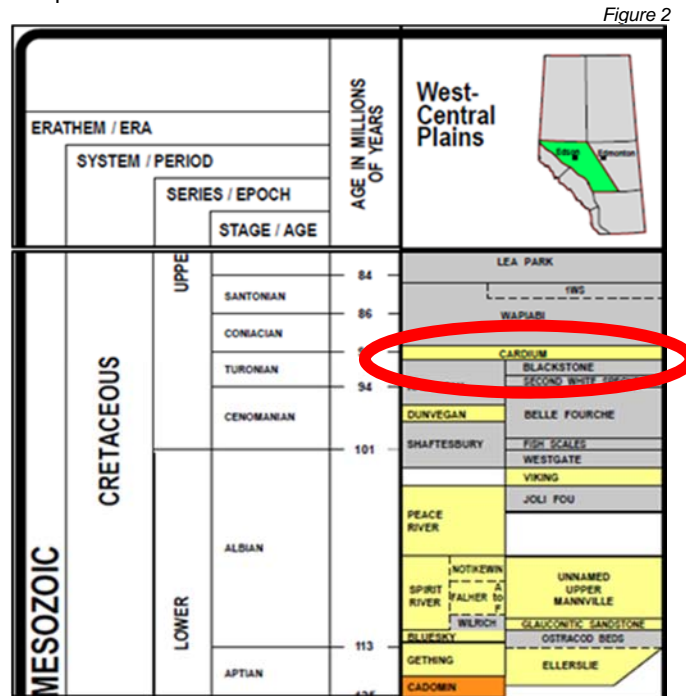 Figure 2
West-
Central
Plains
AGE IN MILLIONS
OF YEARS
ERATHEM / ERA
SYSTEM / PERIOD
SERIES / EPOCH
STAGE / AGE
Edson
Edmonton
MESOZOIC
CRETACEOUS
UPPE
LOWER
SANTONIAN
CONIACIAN
TURONIAN
CENOMANIAN
ALBIAN
APTIAN
84
86
94
101
113
LEA PARK
1WS
WAPIABI
CARDIUM
BLACKSTONE
SECOND WHITE
DUNVEGAN
BELLE FOURCHE
SHAFTESBURY
FISH SCALES
WESTGATE
VIKING
JOLI FOU
PEACE
RIVER
SPIRIT
RIVER
NOTIKEWIN
FALHER
A
to
F
WILRICH
UNNAMED
UPPER
MANNVILLE
GLAUCONITIC SANDSTONE
BLUESKY
OSTRACOD BEDS
GETHING
ELLERSLIE
CADOMIN